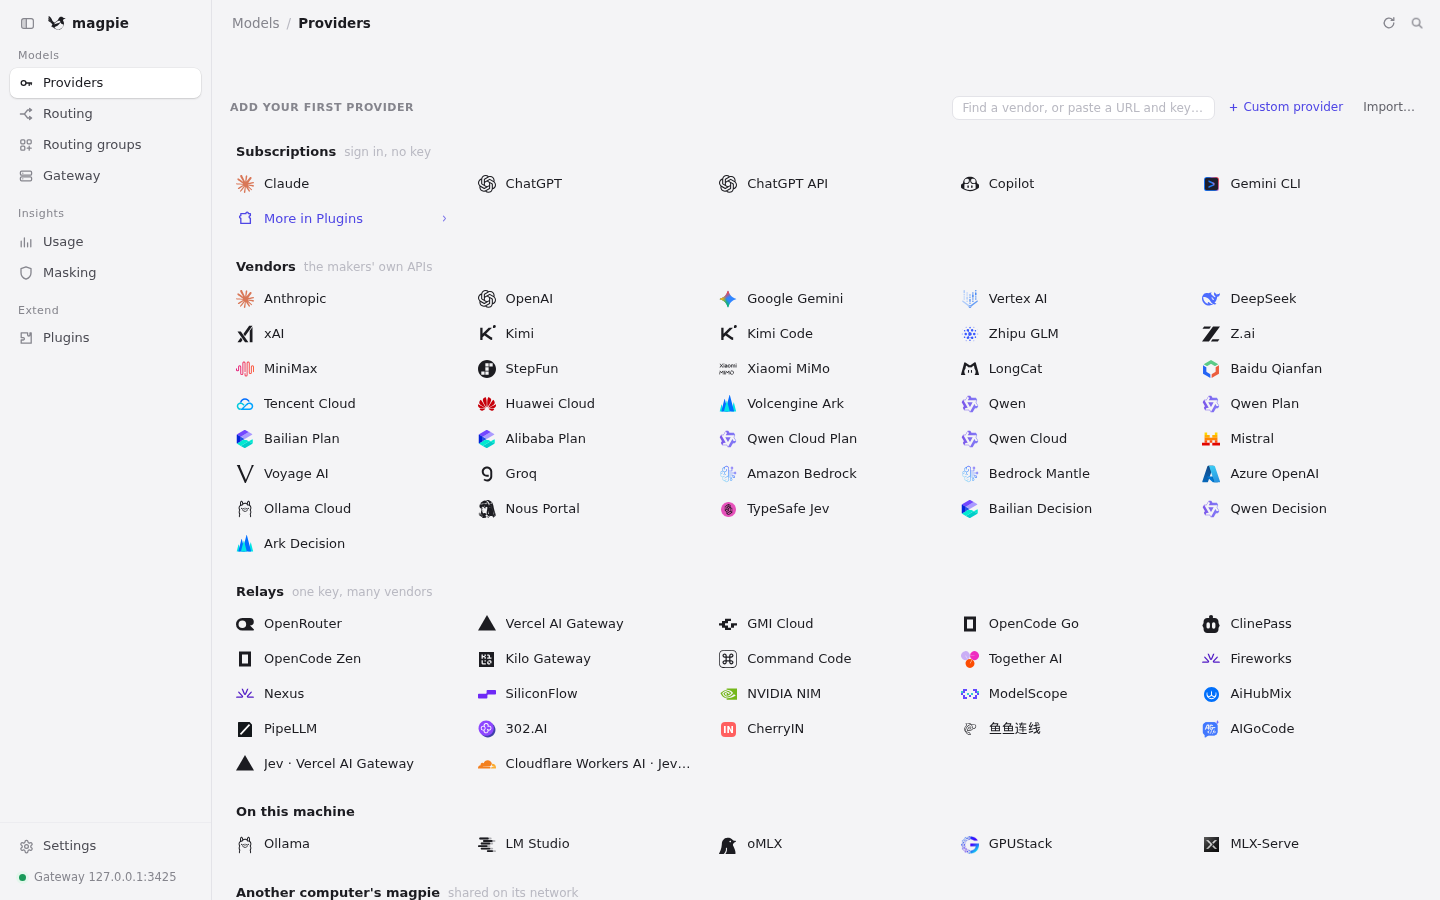 magpie
Models / Providers
Models
Providers
Routing
Routing groups
Gateway
Insights
Usage
Masking
Extend
Plugins
Settings
Gateway 127.0.0.1:3425
ADD YOUR FIRST PROVIDER
Find a vendor, or paste a URL and key…
+ Custom provider
Import…
Subscriptions sign in, no key
Claude
ChatGPT
ChatGPT API
Copilot
Gemini CLI
More in Plugins ›
Vendors the makers' own APIs
Anthropic
OpenAI
Google Gemini
Vertex AI
DeepSeek
xAI
Kimi
Kimi Code
Zhipu GLM
Z.ai
MiniMax
StepFun
Xiaomi MiMo
LongCat
Baidu Qianfan
Tencent Cloud
Huawei Cloud
Volcengine Ark
Qwen
Qwen Plan
Bailian Plan
Alibaba Plan
Qwen Cloud Plan
Qwen Cloud
Mistral
Voyage AI
Groq
Amazon Bedrock
Bedrock Mantle
Azure OpenAI
Ollama Cloud
Nous Portal
TypeSafe Jev
Bailian Decision
Qwen Decision
Ark Decision
Relays one key, many vendors
OpenRouter
Vercel AI Gateway
GMI Cloud
OpenCode Go
ClinePass
OpenCode Zen
Kilo Gateway
Command Code
Together AI
Fireworks
Nexus
SiliconFlow
NVIDIA NIM
ModelScope
AiHubMix
PipeLLM
302.AI
CherryIN
鱼鱼连线
AIGoCode
Jev · Vercel AI Gateway
Cloudflare Workers AI · Jev…
On this machine
Ollama
LM Studio
oMLX
GPUStack
MLX-Serve
Another computer's magpie shared on its network